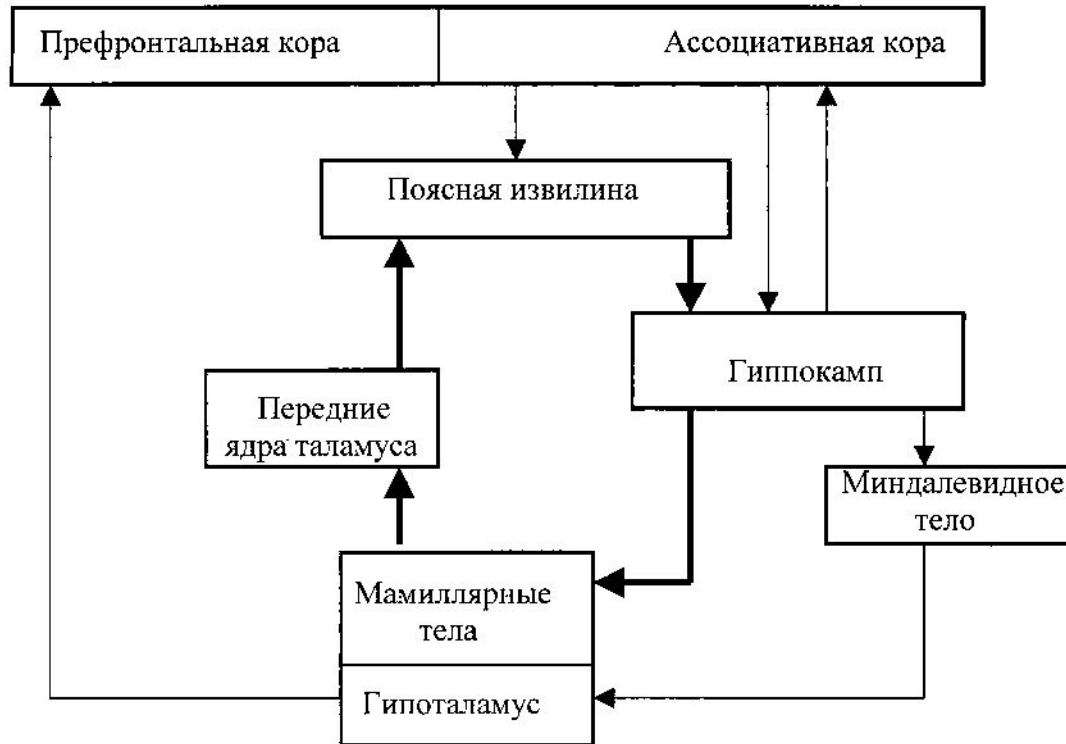 Префронтальная кора
Ассоциативная кора
Поясная извилина
Гиппокамп
Передние
ядра таламуса
Миндалевидное
тело
Мамиллярные
тела
Гипоталамус